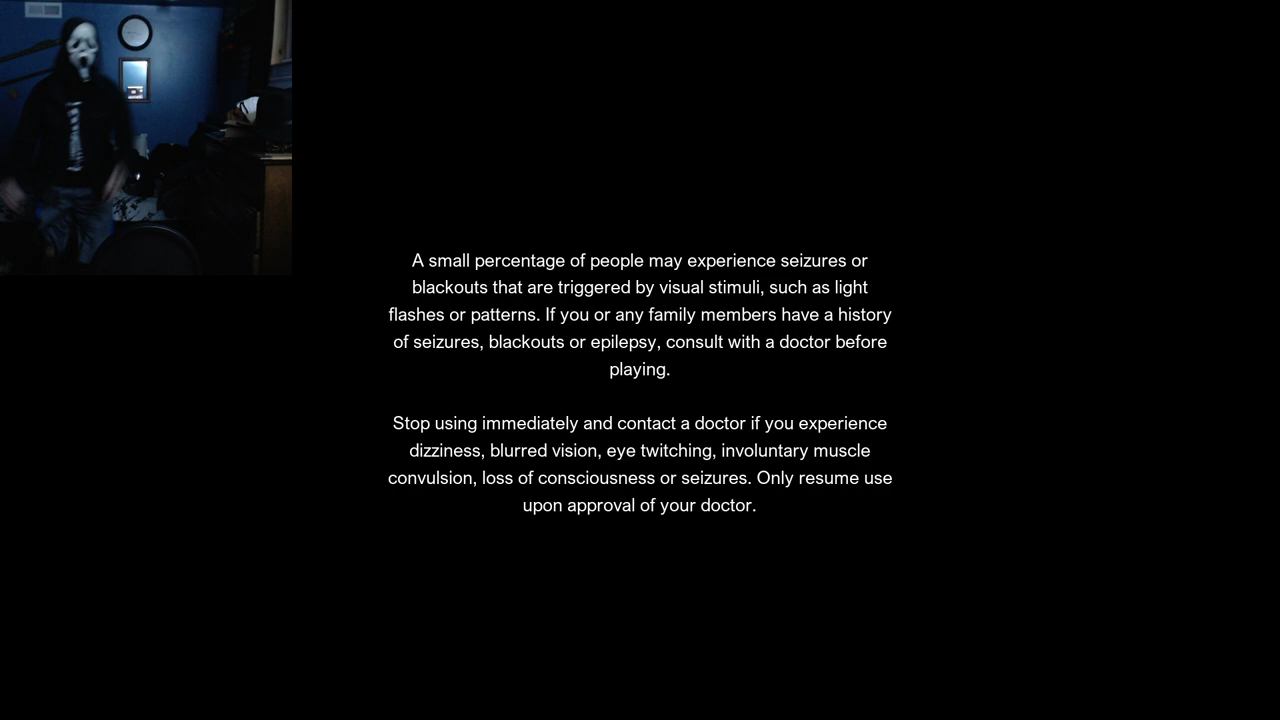 A small percentage of people may experience seizures or
blackouts that are triggered by visual stimuli, such as light
flashes or patterns. If you or any family members have a history
of seizures, blackouts or epilepsy, consult with a doctor before
playing.
Stop using immediately and contact a doctor if you experience
dizziness, blurred vision, eye twitching, involuntary muscle
convulsion, loss of consciousness or seizures. Only resume use
upon approval of your doctor.